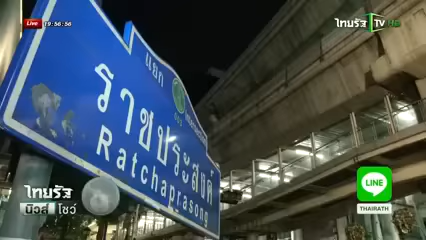 Live 19:56:56
ไทยรัฐ TV HD
แยก
ราชประสงค์
Ratchaprasong
ไทยรัฐ
นิวส์ โชว์
LINE
THAIRATH